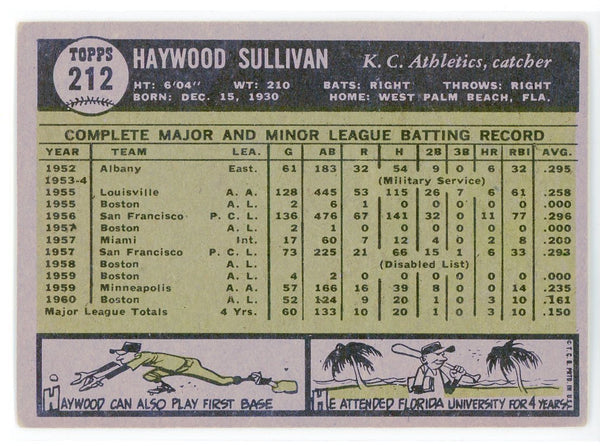 TOPPS
212
HAYWOOD SULLIVAN K. C. Athletics, catcher
HT: 6'04" WT: 210 BATS: RIGHT THROWS: RIGHT
BORN: DEC. 15, 1930 HOME: WEST PALM BEACH, FLA.
COMPLETE MAJOR AND MINOR LEAGUE BATTING RECORD
YEAR TEAM LEA. G AB R H 2B 3B HR RBI AVG.
1952 Albany East. 61 183 32 54 9 0 6 32 .295
1953-4 (Military Service)
1955 Louisville A. A. 128 445 53 115 26 7 6 61 .258
1955 Boston A. L. 2 6 1 0 0 0 0 0 .000
1956 San Francisco P. C. L. 136 476 67 141 32 0 11 77 .296
1957 Boston A. L. 2 1 0 0 0 0 0 0 .000
1957 Miami Int. 17 60 7 12 4 0 2 8 .200
1957 San Francisco P. C. L. 73 225 21 66 15 1 2 22 .293
1958 Boston A. L. (Disabled List)
1959 Boston A. L. 4 2 0 0 0 0 0 0 .000
1959 Minneapolis A. A. 57 166 16 39 8 0 5 14 .235
1960 Boston A. L. 52 124 9 20 1 0 3 10 .161
Major League Totals 4 Yrs. 60 133 10 20 1 0 3 10 .150
HAYWOOD CAN ALSO PLAY FIRST BASE
HE ATTENDED FLORIDA UNIVERSITY FOR 4 YEARS.
© T. C. G. PRTD. IN U.S.A.